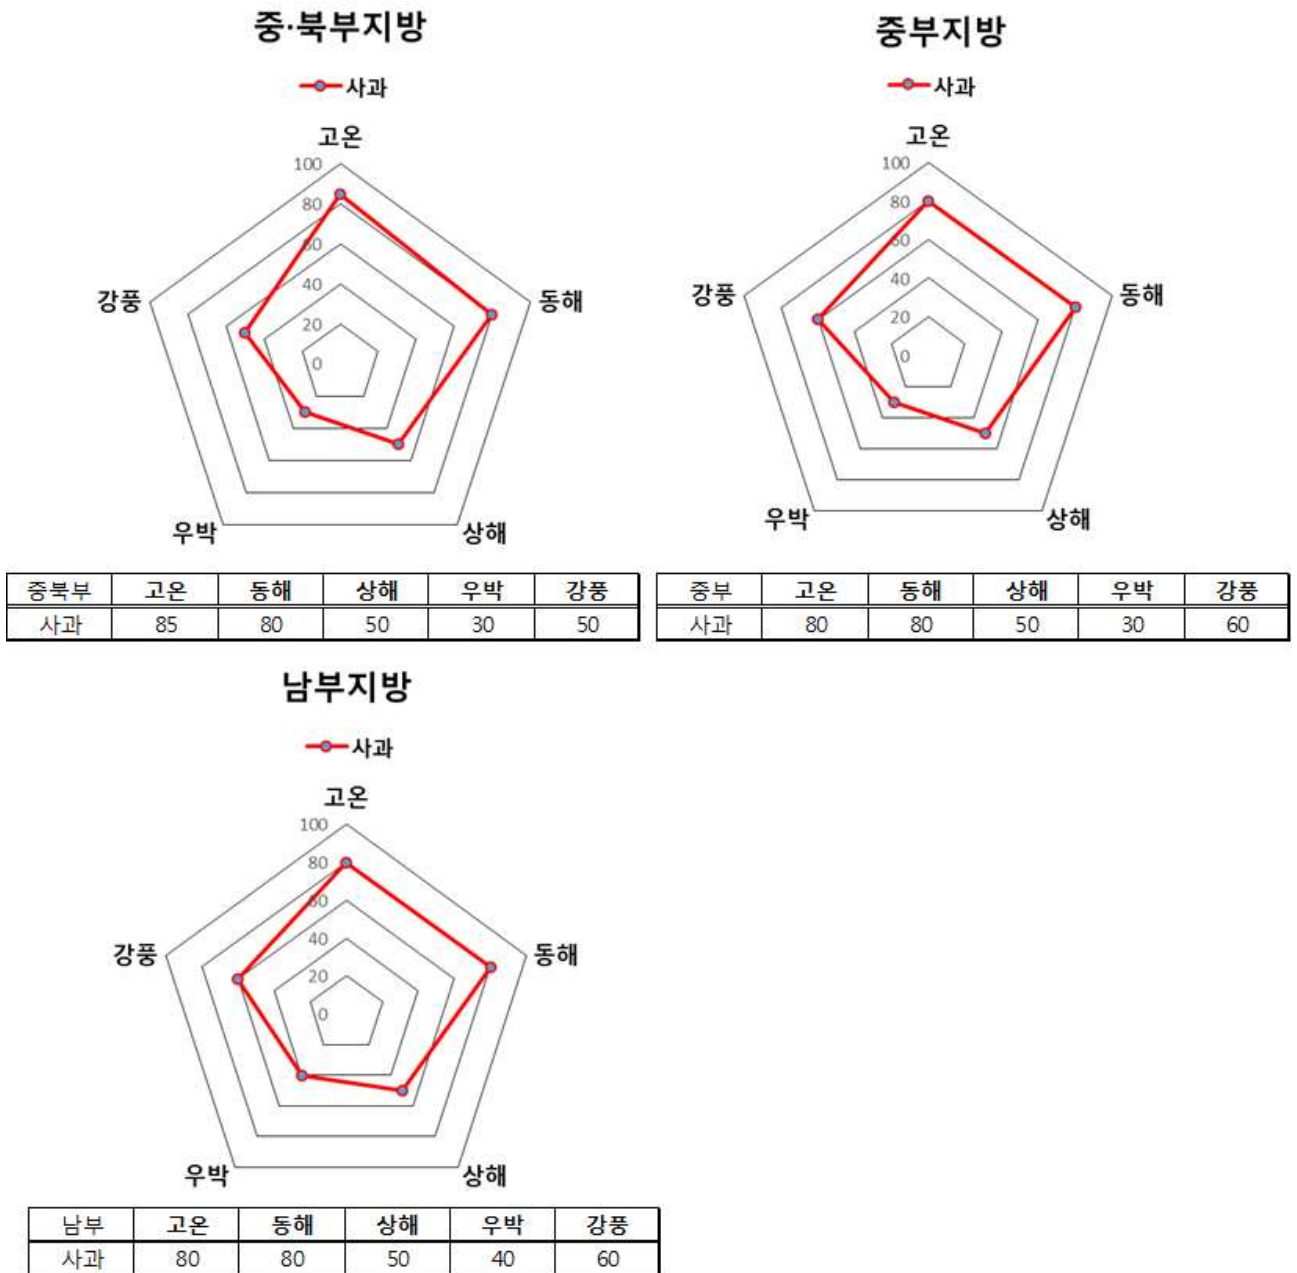 중·북부지방
사과
고온
100
80
60
40
20
0
강풍
동해
우박
상해
중북부 고온 동해 상해 우박 강풍
사과 85 80 50 30 50
중부지방
사과
고온
100
80
60
40
20
0
강풍
동해
우박
상해
중부 고온 동해 상해 우박 강풍
사과 80 80 50 30 60
남부지방
사과
고온
100
80
60
40
20
0
강풍
동해
우박
상해
남부 고온 동해 상해 우박 강풍
사과 80 80 50 40 60